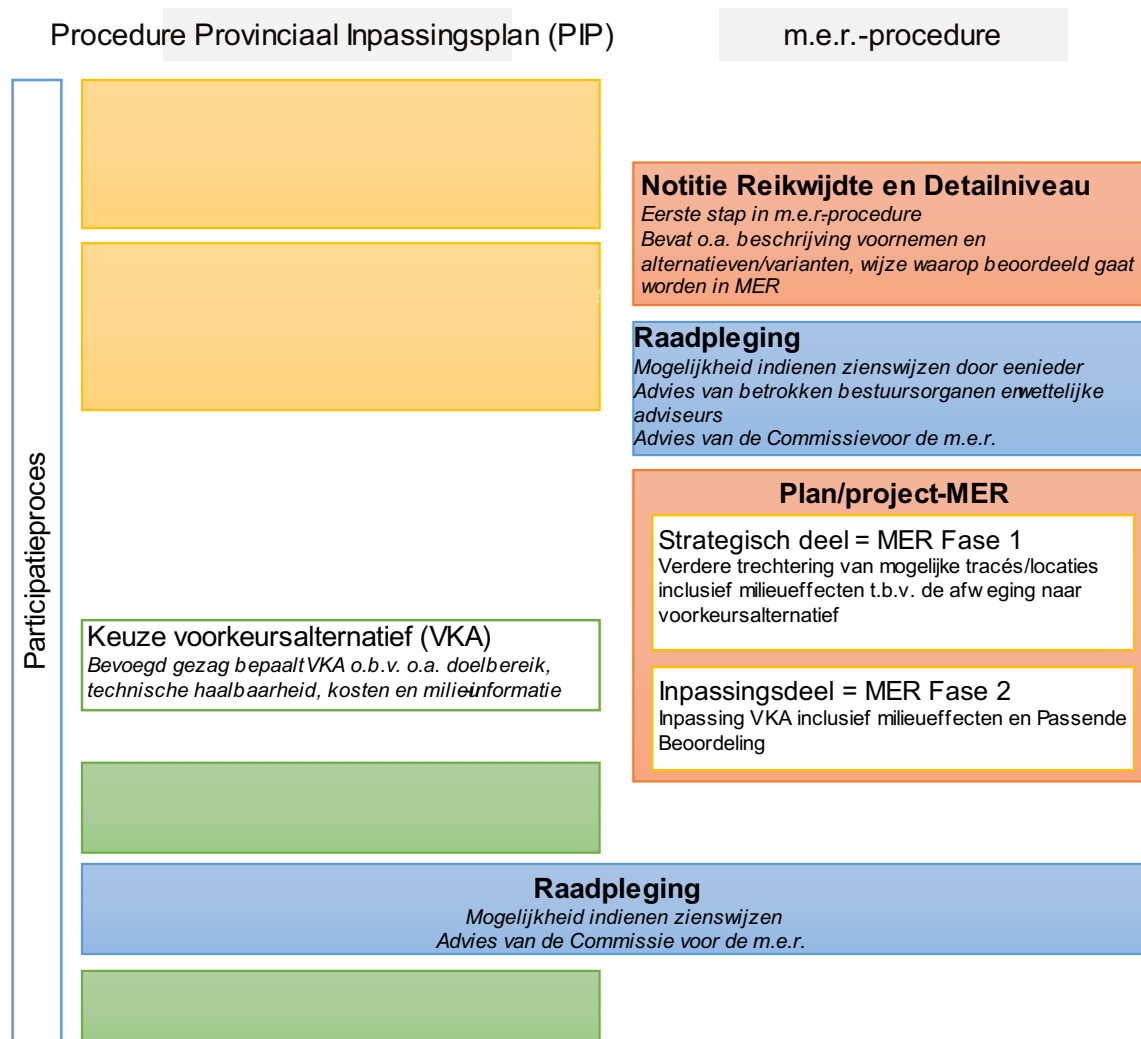 Procedure Provinciaal Inpassingsplan (PIP)
m.e.r.-procedure
Participatieproces
Notitie Reikwijdte en Detailniveau
Eerste stap in m.e.r-procedure
Bevat o.a. beschrijving voornemen en
alternatieven/varianten, wijze waarop beoordeeld gaat
worden in MER
Raadpleging
Mogelijkheid indienen zienswijzen door eenieder
Advies van betrokken bestuursorganen en wettelijke
adviseurs
Advies van de Commissie voor de m.e.r.
Plan/project-MER
Strategisch deel = MER Fase 1
Verdere trechtering van mogelijke tracés/locaties
inclusief milieueffecten t.b.v. de afweging naar
voorkeursalternatief
Keuze voorkeursalternatief (VKA)
Bevoegd gezag bepaalt VKA o.b.v. o.a. doelbereik,
technische haalbaarheid, kosten en milieu-informatie
Inpassingsdeel = MER Fase 2
Inpassing VKA inclusief milieueffecten en Passende
Beoordeling
Raadpleging
Mogelijkheid indienen zienswijzen
Advies van de Commissie voor de m.e.r.